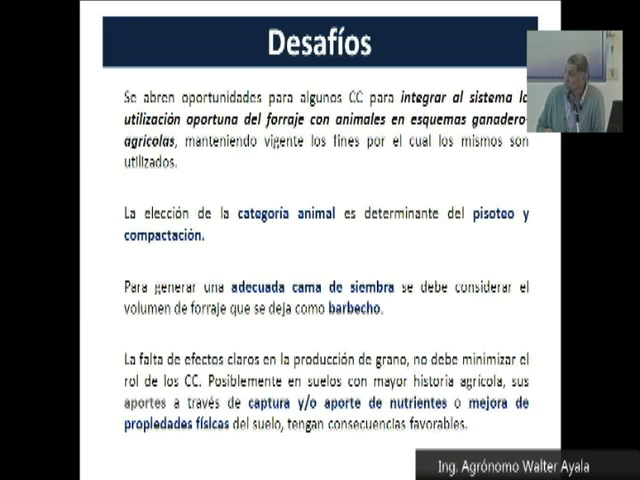 Desafíos
Se abren oportunidades para algunos CC para integrar al sistema la
utilización oportuna del forraje con animales en esquemas ganadero-
agrícolas, manteniendo vigente los fines por el cual los mismos son
utilizados.
La elección de la categoría animal es determinante del pisoteo y
compactación.
Para generar una adecuada cama de siembra se debe considerar el
volumen de forraje que se deja como barbecho.
La falta de efectos claros en la producción de grano, no debe minimizar el
rol de los CC. Posiblemente en suelos con mayor historia agrícola, sus
aportes a través de captura y/o aporte de nutrientes o mejora de
propiedades físicas del suelo, tengan consecuencias favorables.
Ing. Agrónomo Walter Ayala